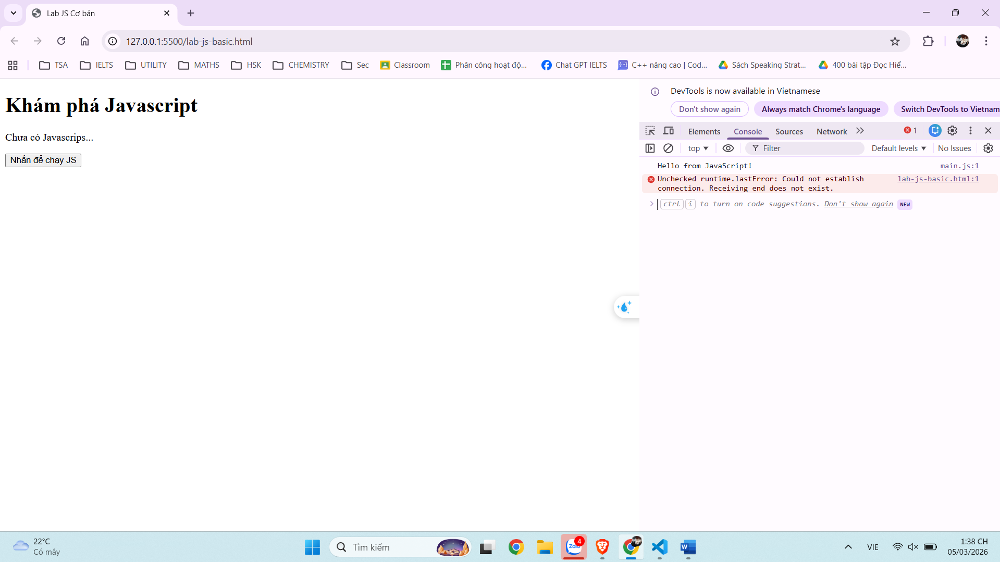 Lab JS Cơ bản
127.0.0.1:5500/lab-js-basic.html
TSA IELTS UTILITY MATHS HSK CHEMISTRY Sec Classroom Phân công hoạt độ... Chat GPT IELTS C++ nâng cao | Cod... Sách Speaking Strat... 400 bài tập Đọc Hiể...
Khám phá Javascript
Chưa có Javascrips...
Nhấn để chạy JS
DevTools is now available in Vietnamese
Don't show again Always match Chrome's language Switch DevTools to Vietnam
Elements Console Sources Network 1
top Filter Default levels No Issues
Hello from JavaScript! main.js:1
Unchecked runtime.lastError: Could not establish lab-js-basic.html:1
connection. Receiving end does not exist.
ctrl i to turn on code suggestions. Don't show again NEW
22°C
Có mây
Tìm kiếm
Zalo
4
W
VIE
1:38 CH
05/03/2026